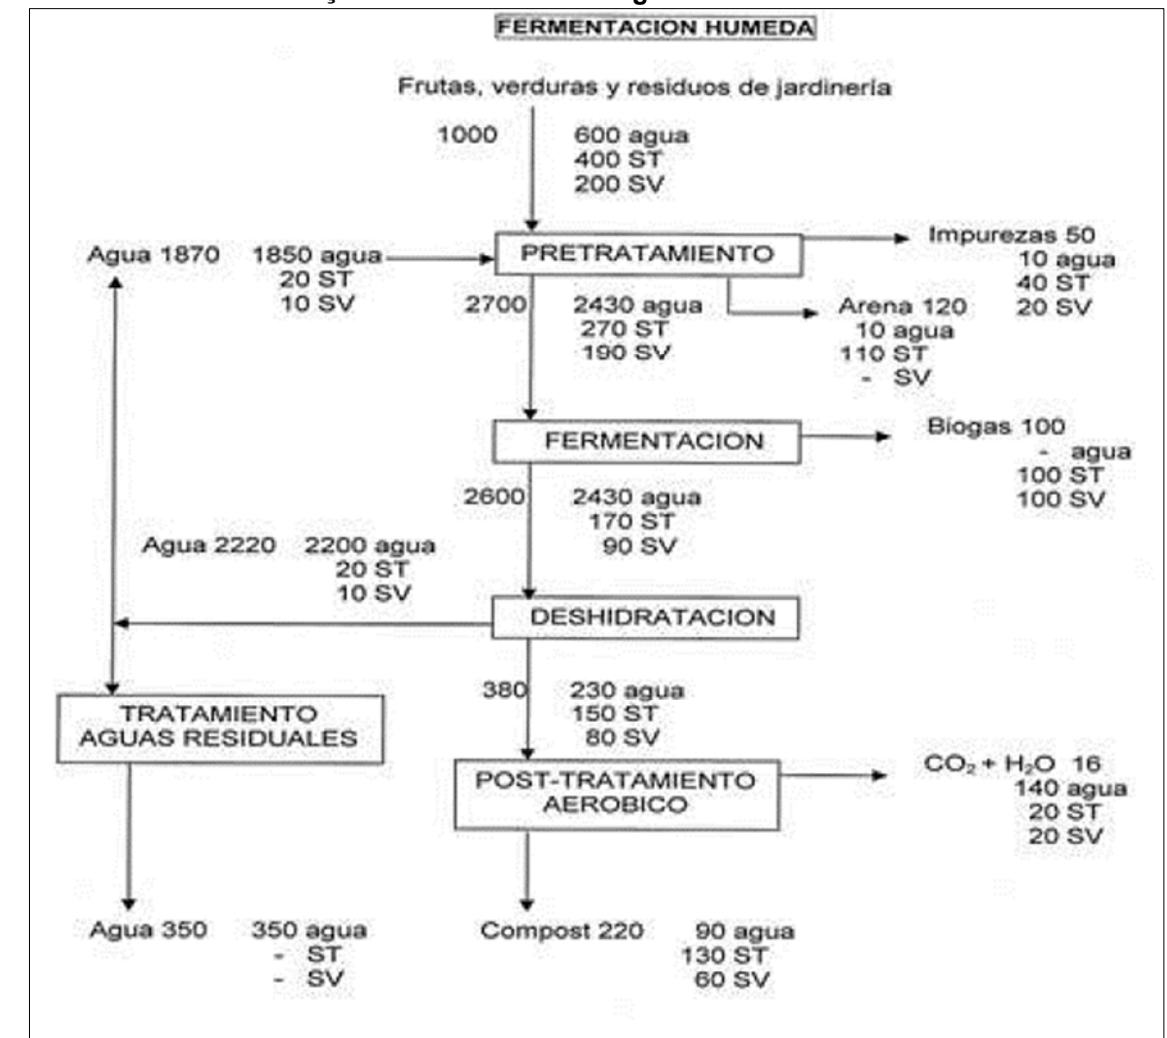 FERMENTACION HUMEDA
Frutas, verduras y residuos de jardinería
1000 600 agua
400 ST
200 SV
Agua 1870 1850 agua
20 ST
10 SV
PRETRATAMIENTO
Impurezas 50
10 agua
40 ST
20 SV
Arena 120
10 agua
110 ST
- SV
2700 2430 agua
270 ST
190 SV
FERMENTACION
Biogas 100
- agua
100 ST
100 SV
2600 2430 agua
170 ST
90 SV
Agua 2220 2200 agua
20 ST
10 SV
DESHIDRATACION
380 230 agua
150 ST
80 SV
TRATAMIENTO
AGUAS RESIDUALES
POST-TRATAMIENTO
AEROBICO
CO₂ + H₂O 16
140 agua
20 ST
20 SV
Agua 350 350 agua
- ST
- SV
Compost 220 90 agua
130 ST
60 SV